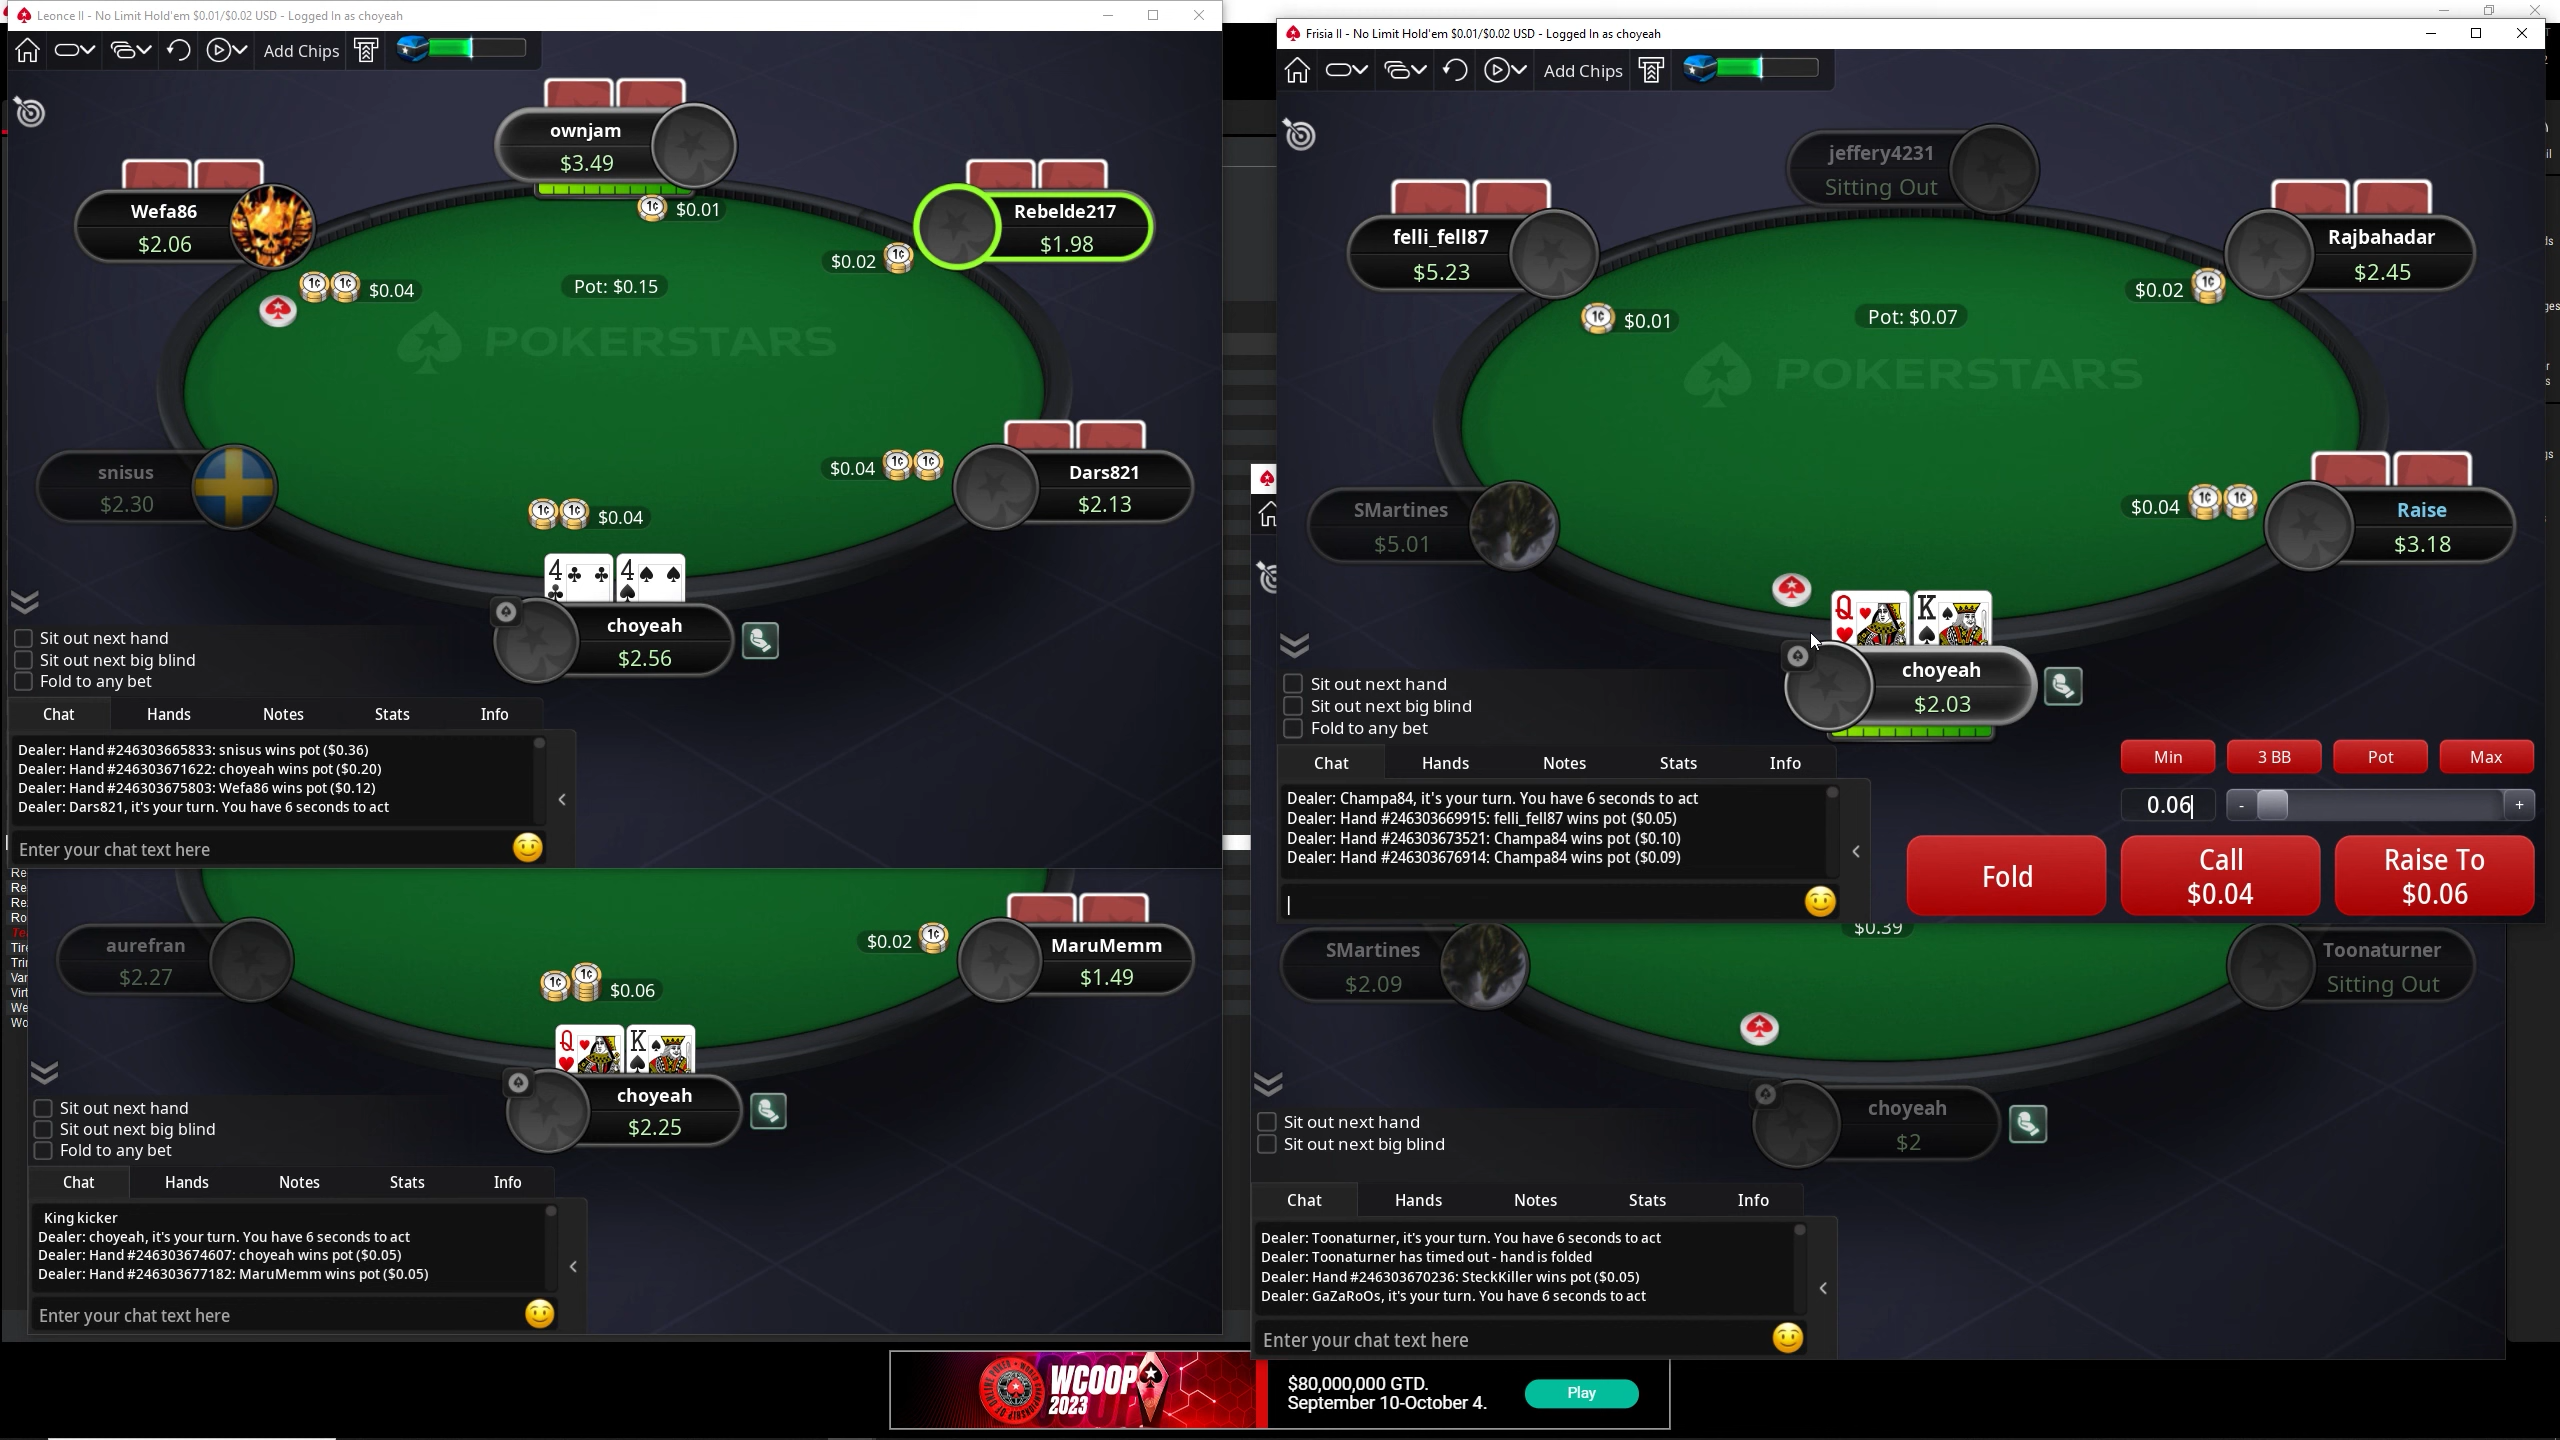 Leonce II - No Limit Hold'em $0.01/$0.02 USD - Logged In as choyeah
Add Chips
ownjam
$3.49
$0.01
Wefa86
$2.06
$0.04
Rebelde217
$1.98
$0.02
Pot: $0.15
POKERSTARS
snisus
$2.30
Dars821
$2.13
$0.04
$0.04
4 4
choyeah
$2.56
Sit out next hand
Sit out next big blind
Fold to any bet
Chat Hands Notes Stats Info
Dealer: Hand #246303665833: snisus wins pot ($0.36)
Dealer: Hand #246303671622: choyeah wins pot ($0.20)
Dealer: Hand #246303675803: Wefa86 wins pot ($0.12)
Dealer: Dars821, it's your turn. You have 6 seconds to act
Enter your chat text here
Frisia II - No Limit Hold'em $0.01/$0.02 USD - Logged In as choyeah
Add Chips
jeffery4231
Sitting Out
felli_fell87
$5.23
$0.01
Rajbahadar
$2.45
$0.02
Pot: $0.07
POKERSTARS
SMartines
$5.01
Raise
$3.18
$0.04
Q K
choyeah
$2.03
Sit out next hand
Sit out next big blind
Fold to any bet
Chat Hands Notes Stats Info
Dealer: Champa84, it's your turn. You have 6 seconds to act
Dealer: Hand #246303669915: felli_fell87 wins pot ($0.05)
Dealer: Hand #246303673521: Champa84 wins pot ($0.10)
Dealer: Hand #246303676914: Champa84 wins pot ($0.09)
Min 3 BB Pot Max
0.06 - +
Fold
Call
$0.04
Raise To
$0.06
aurefran
$2.27
MaruMemm
$1.49
$0.02
$0.06
Q K
choyeah
$2.25
Sit out next hand
Sit out next big blind
Fold to any bet
Chat Hands Notes Stats Info
King kicker
Dealer: choyeah, it's your turn. You have 6 seconds to act
Dealer: Hand #246303674607: choyeah wins pot ($0.05)
Dealer: Hand #246303677182: MaruMemm wins pot ($0.05)
Enter your chat text here
$0.39
SMartines
$2.09
Toonaturner
Sitting Out
choyeah
$2
Sit out next hand
Sit out next big blind
Chat Hands Notes Stats Info
Dealer: Toonaturner, it's your turn. You have 6 seconds to act
Dealer: Toonaturner has timed out - hand is folded
Dealer: Hand #246303670236: SteckKiller wins pot ($0.05)
Dealer: GaZaRoOs, it's your turn. You have 6 seconds to act
Enter your chat text here
WCOOP
2023
$80,000,000 GTD.
September 10-October 4.
Play